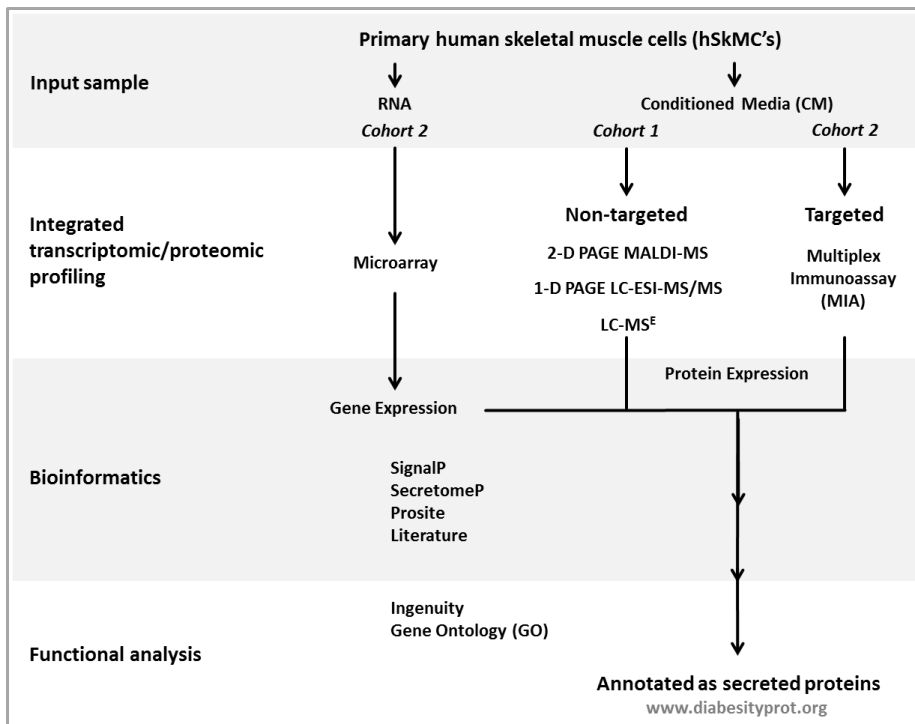 Primary human skeletal muscle cells (hSkMC's)
Input sample
RNA
Conditioned Media (CM)
Cohort 2
Cohort 1
Cohort 2
Integrated
transcriptomic/proteomic
profiling
Non-targeted
Targeted
Microarray
2-D PAGE MALDI-MS
1-D PAGE LC-ESI-MS/MS
LC-MSᴱ
Multiplex
Immunoassay
(MIA)
Protein Expression
Gene Expression
Bioinformatics
SignalP
SecretomeP
Prosite
Literature
Functional analysis
Ingenuity
Gene Ontology (GO)
Annotated as secreted proteins
www.diabesityprot.org